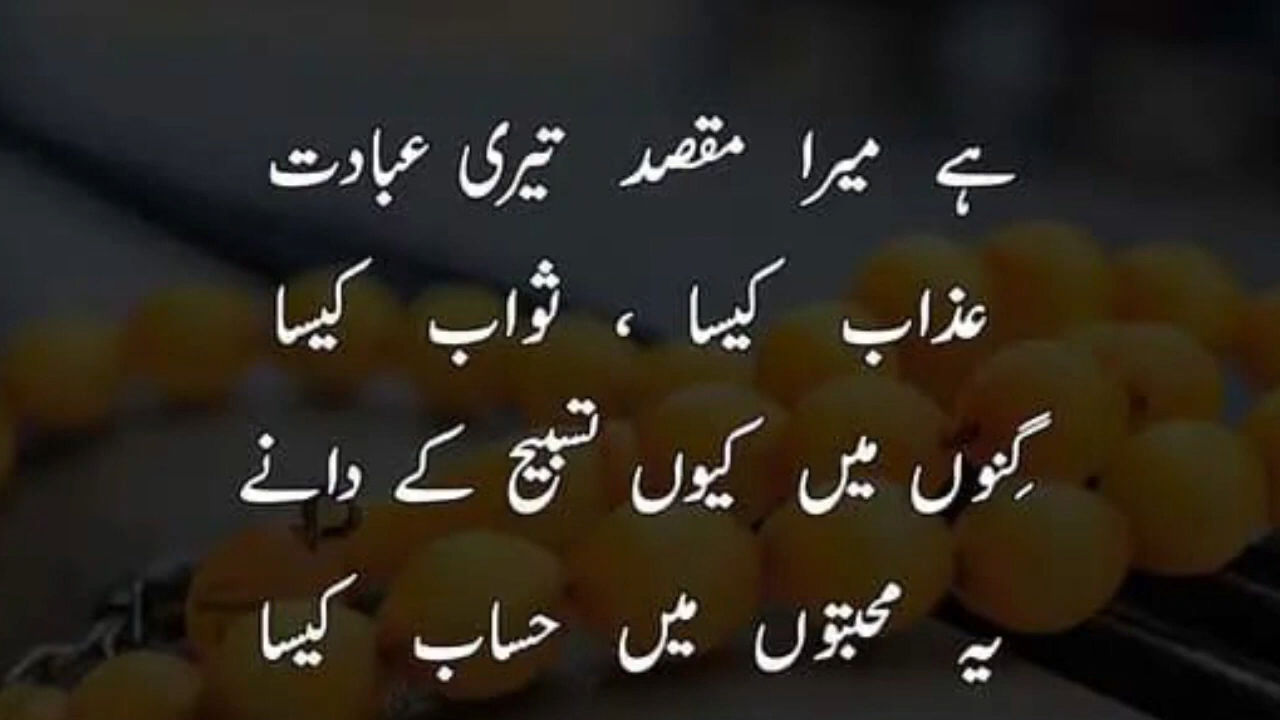 ہے میرا مقصد تیری عبادت
عذاب کیسا ، ثواب کیسا
گِنوں میں کیوں تسبیح کے دانے
یہ محبتوں میں حساب کیسا